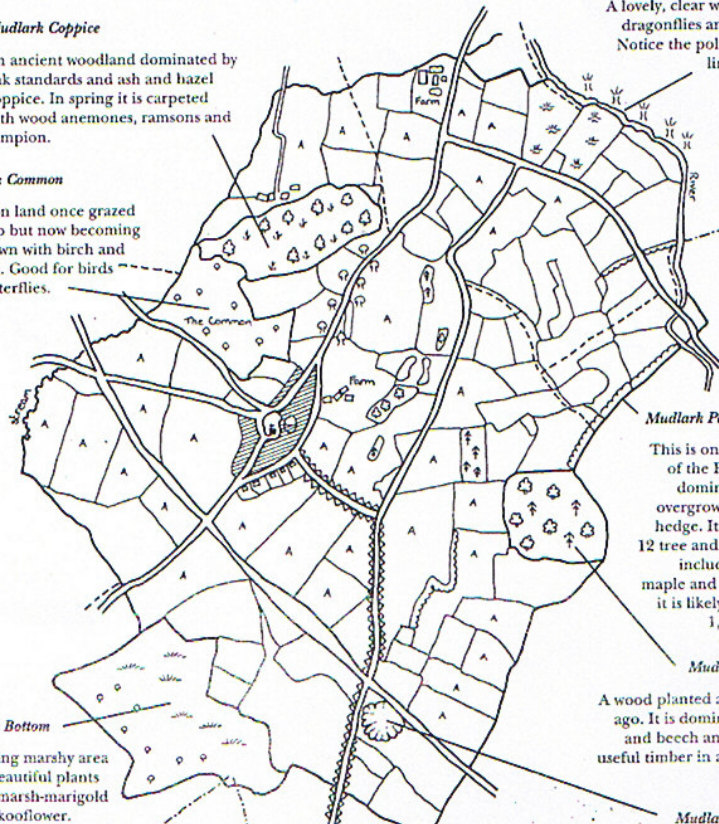 Mudlark Coppice
n ancient woodland dominated by
ak standards and ash and hazel
oppice. In spring it is carpeted
th wood anemones, ramsons and
ampion.
Common
n land once grazed
p but now becoming
wn with birch and
. Good for birds
terflies.
A lovely, clear w
dragonflies ar
Notice the pol
lin
Farm
River
The Common
Farm
stream
A
Mudlark Pa
This is on
of the P
domin
overgrow
hedge. It
12 tree and
includ
maple and
it is likely
1,
Mud
A wood planted a
ago. It is domin
and beech an
useful timber in a
Bottom
ng marshy area
eautiful plants
marsh-marigold
kooflower.
Mudla